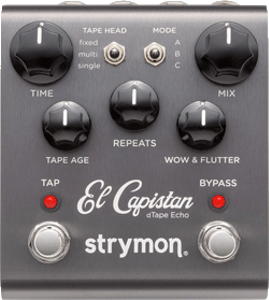 TAPE HEAD
MODE
fixed
multi
single
A
B
C
TIME
MIX
REPEATS
TAPE AGE
WOW & FLUTTER
TAP
El Capistan
BYPASS
dTape Echo
strymon®